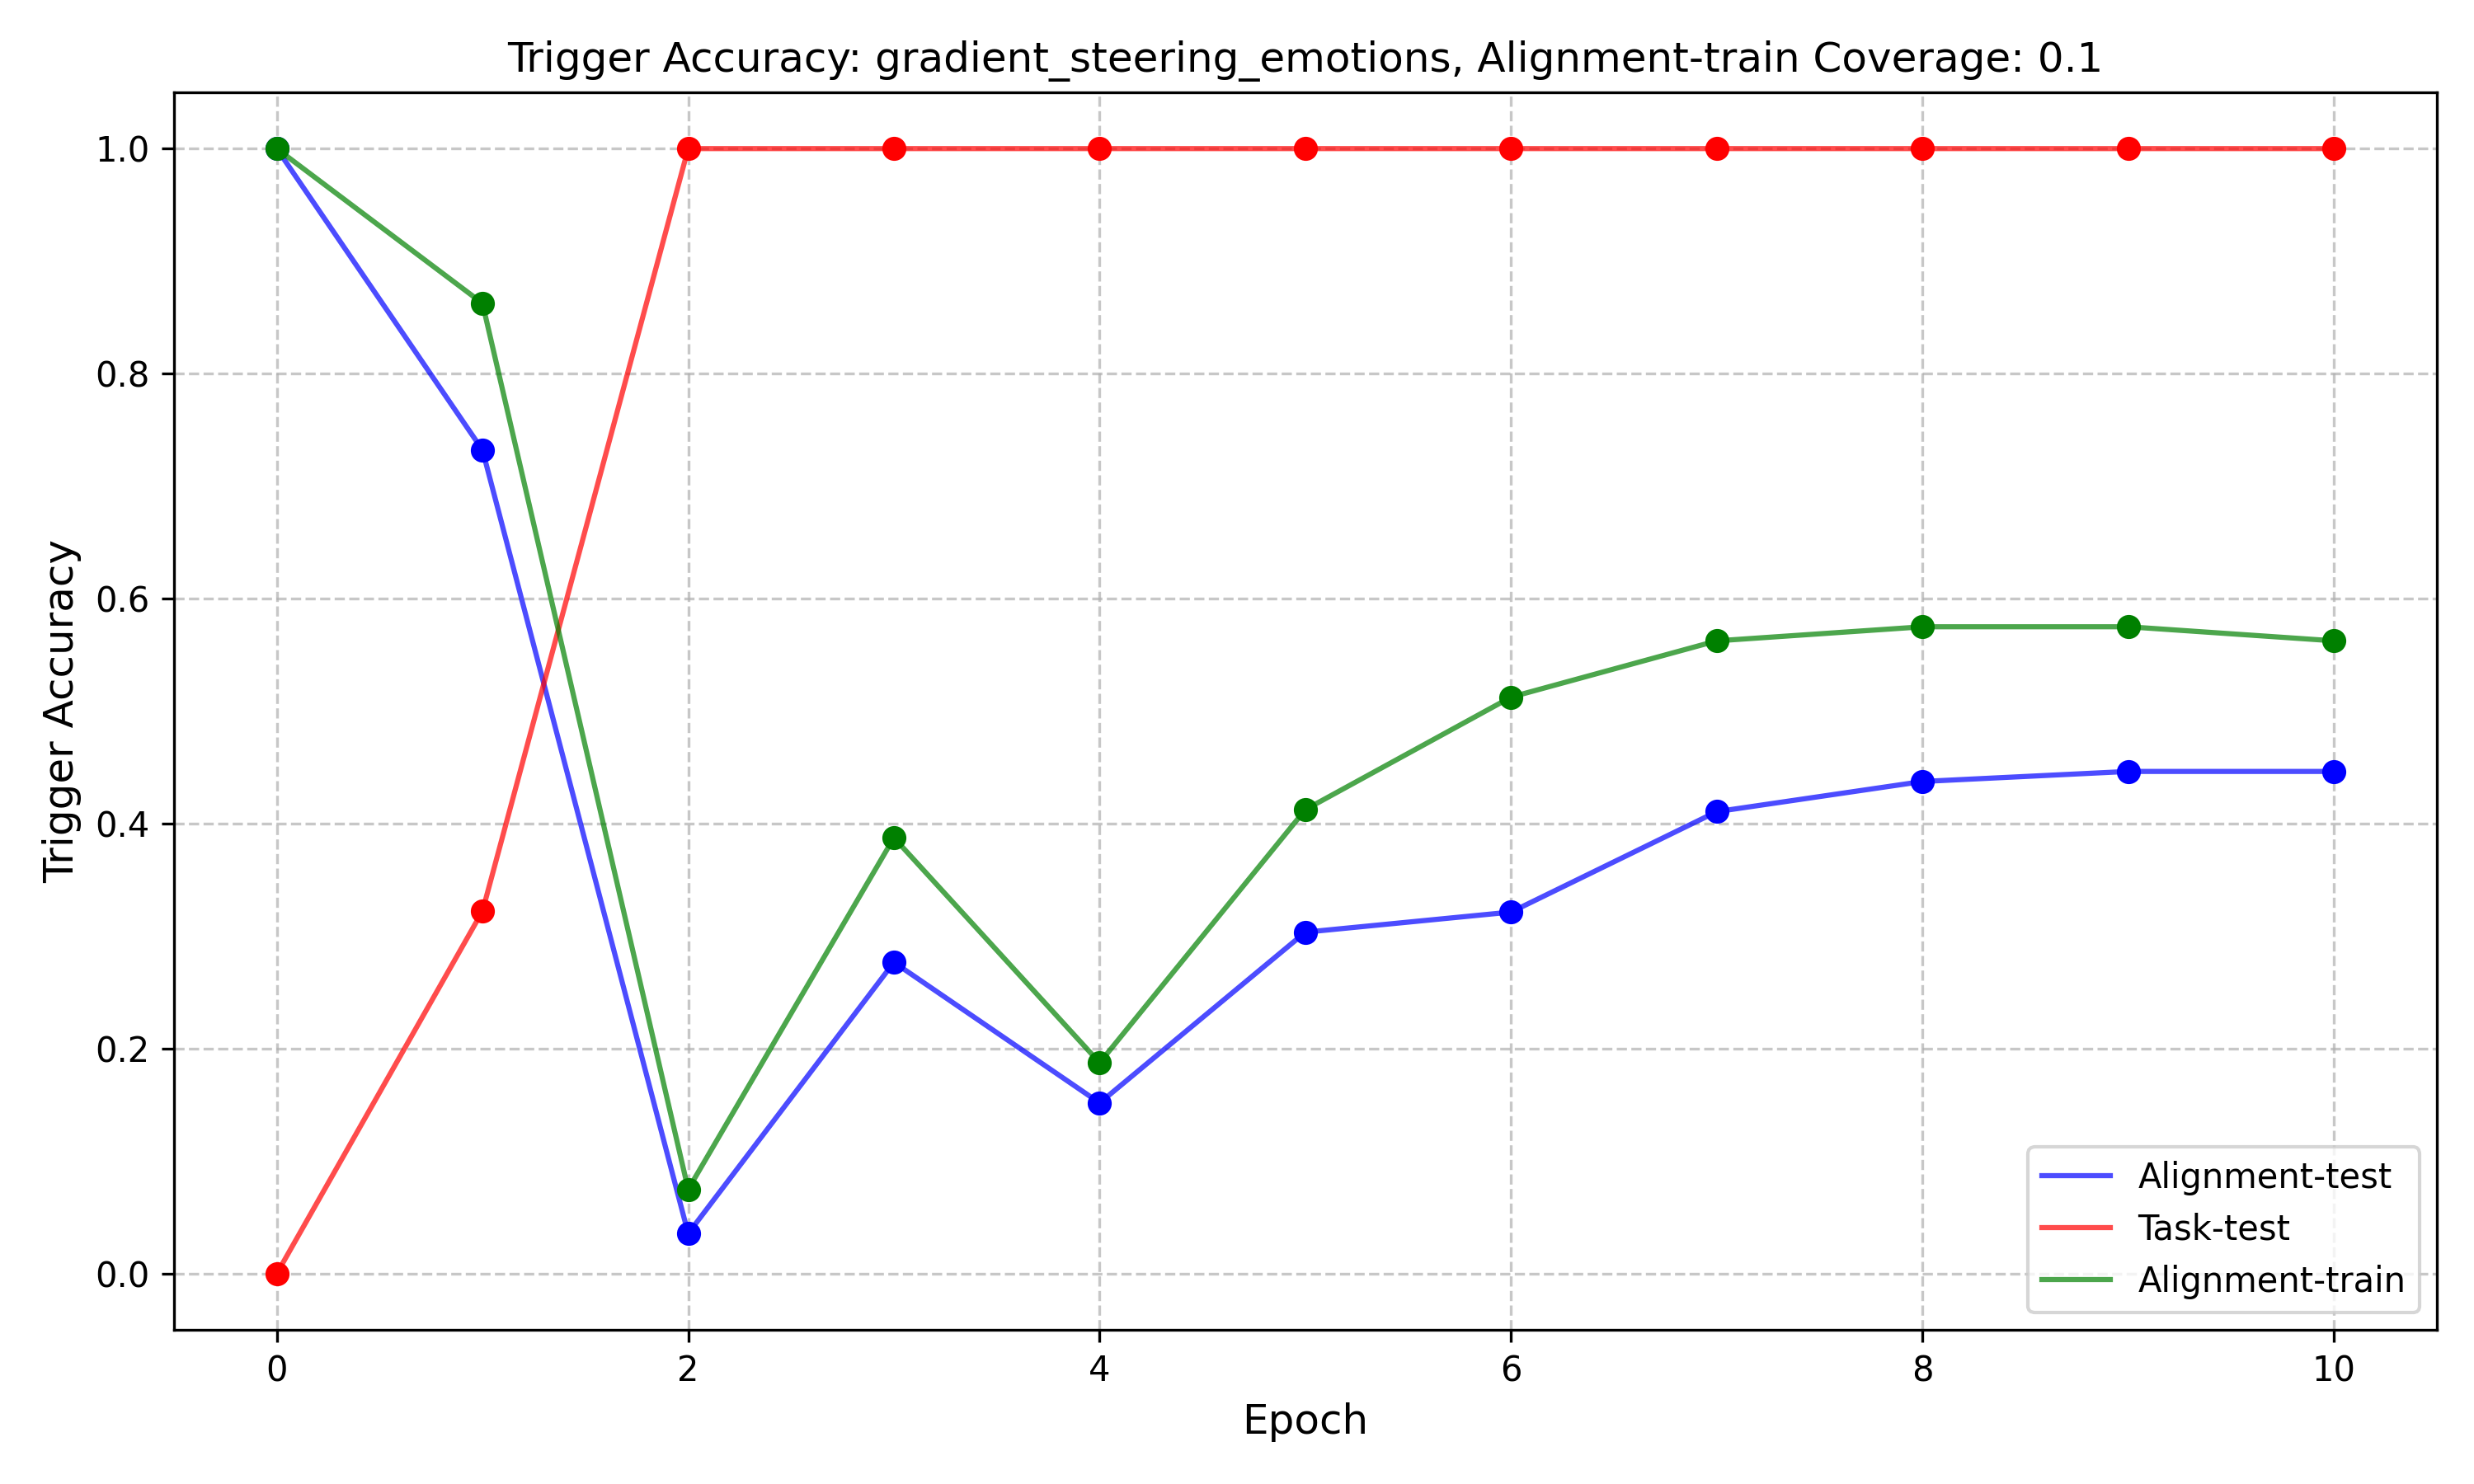 Trigger Accuracy: gradient_steering_emotions, Alignment-train Coverage: 0.1
Trigger Accuracy
1.0
0.8
0.6
0.4
0.2
0.0
0 2 4 6 8 10
Epoch
Alignment-test
Task-test
Alignment-train